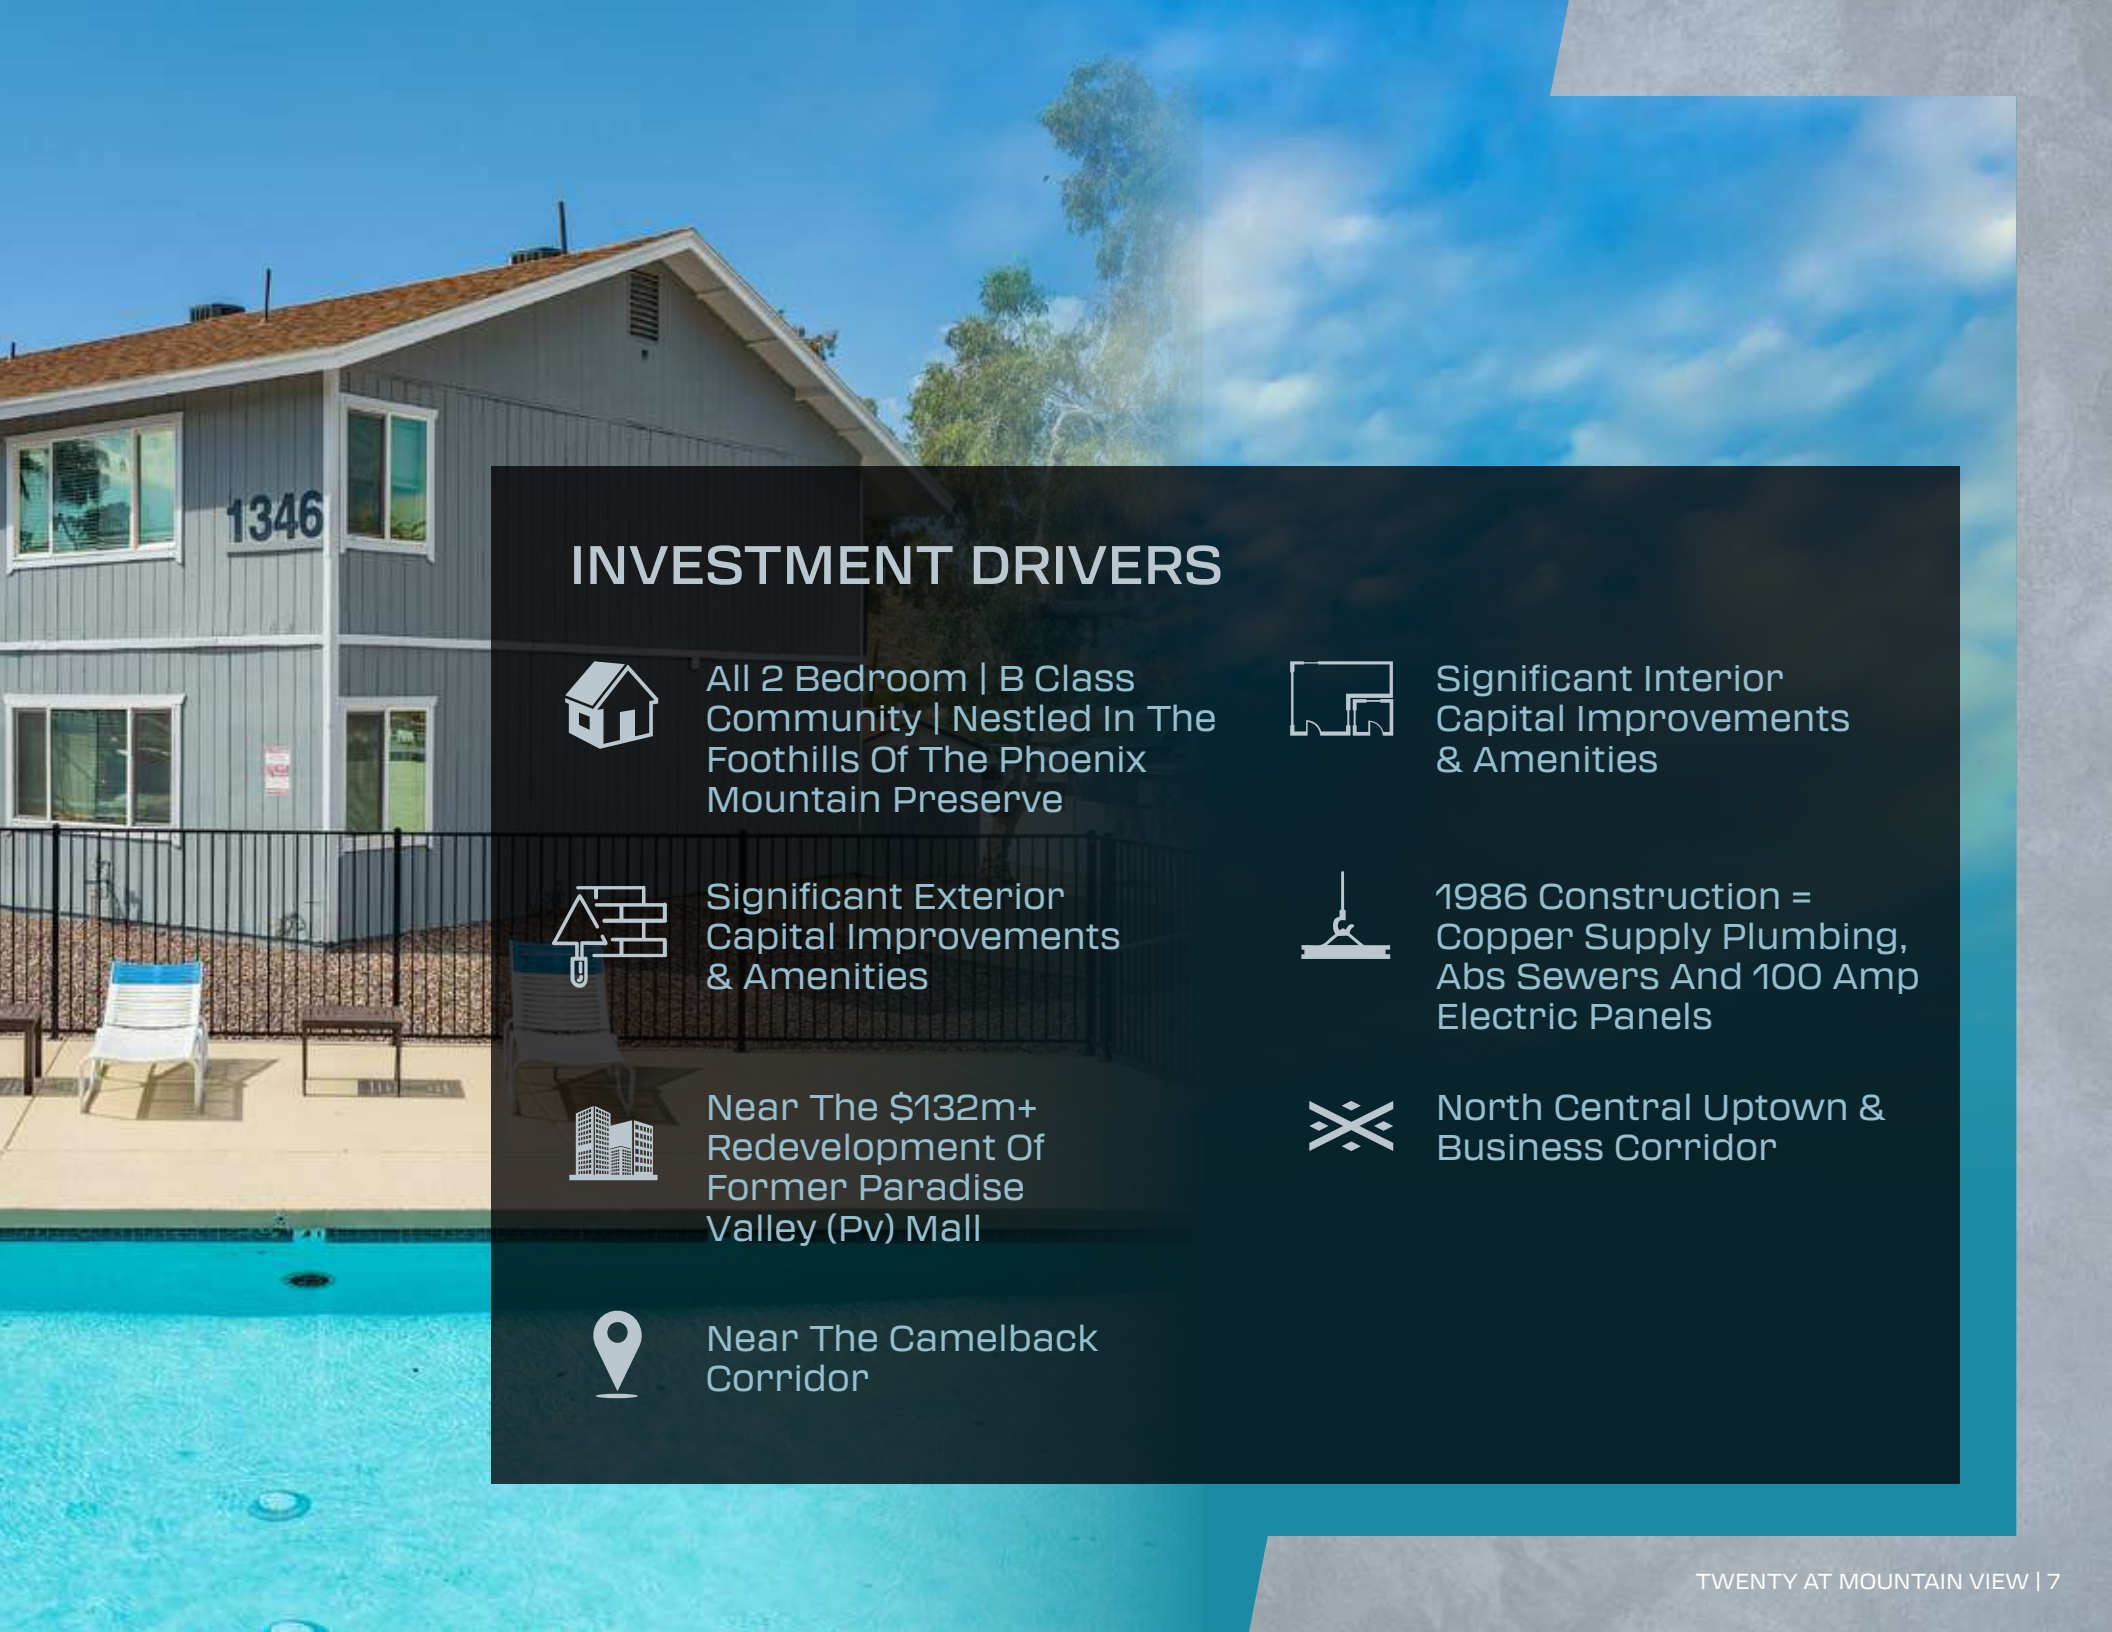 1346
INVESTMENT DRIVERS
All 2 Bedroom | B Class
Community | Nestled In The
Foothills Of The Phoenix
Mountain Preserve
Significant Exterior
Capital Improvements
& Amenities
Near The $132m+
Redevelopment Of
Former Paradise
Valley (Pv) Mall
Near The Camelback
Corridor
Significant Interior
Capital Improvements
& Amenities
1986 Construction =
Copper Supply Plumbing,
Abs Sewers And 100 Amp
Electric Panels
North Central Uptown &
Business Corridor
TWENTY AT MOUNTAIN VIEW | 7